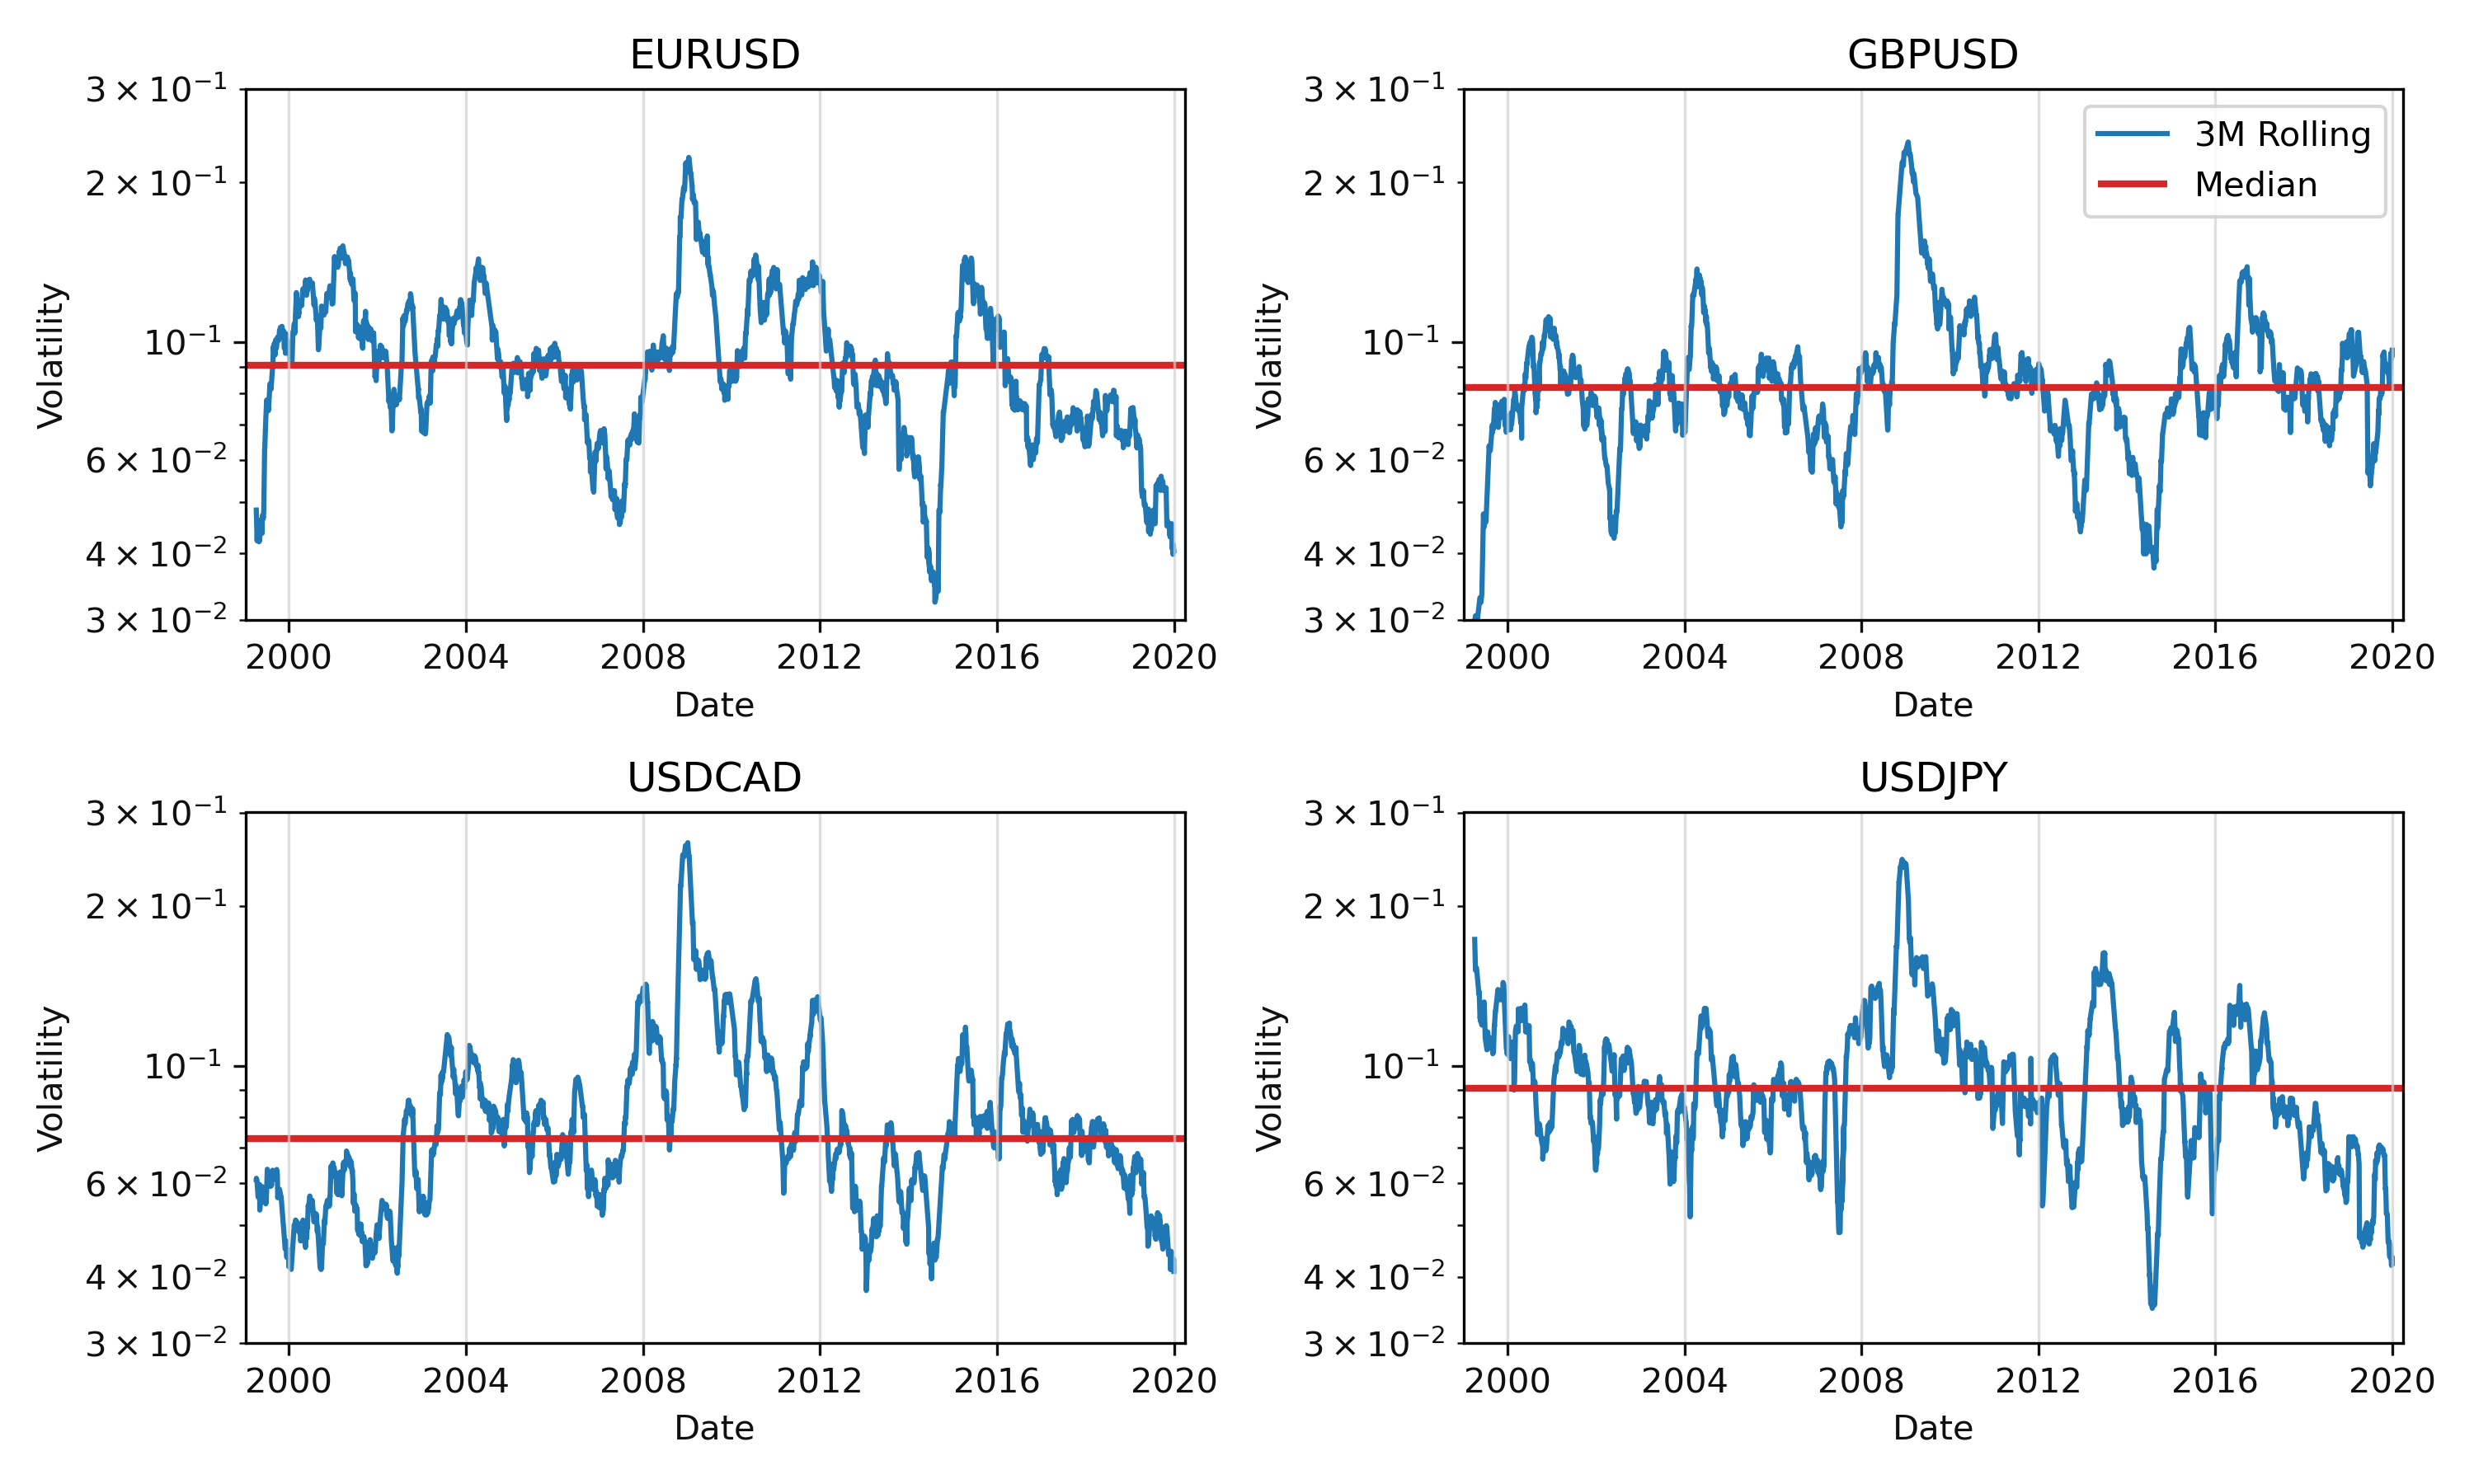 EURUSD
3 × 10⁻¹
2 × 10⁻¹
10⁻¹
6 × 10⁻²
4 × 10⁻²
3 × 10⁻²
Volatility
2000 2004 2008 2012 2016 2020
Date
GBPUSD
3 × 10⁻¹
2 × 10⁻¹
10⁻¹
6 × 10⁻²
4 × 10⁻²
3 × 10⁻²
Volatility
3M Rolling
Median
2000 2004 2008 2012 2016 2020
Date
USDCAD
3 × 10⁻¹
2 × 10⁻¹
10⁻¹
6 × 10⁻²
4 × 10⁻²
3 × 10⁻²
Volatility
2000 2004 2008 2012 2016 2020
Date
USDJPY
3 × 10⁻¹
2 × 10⁻¹
10⁻¹
6 × 10⁻²
4 × 10⁻²
3 × 10⁻²
Volatility
2000 2004 2008 2012 2016 2020
Date